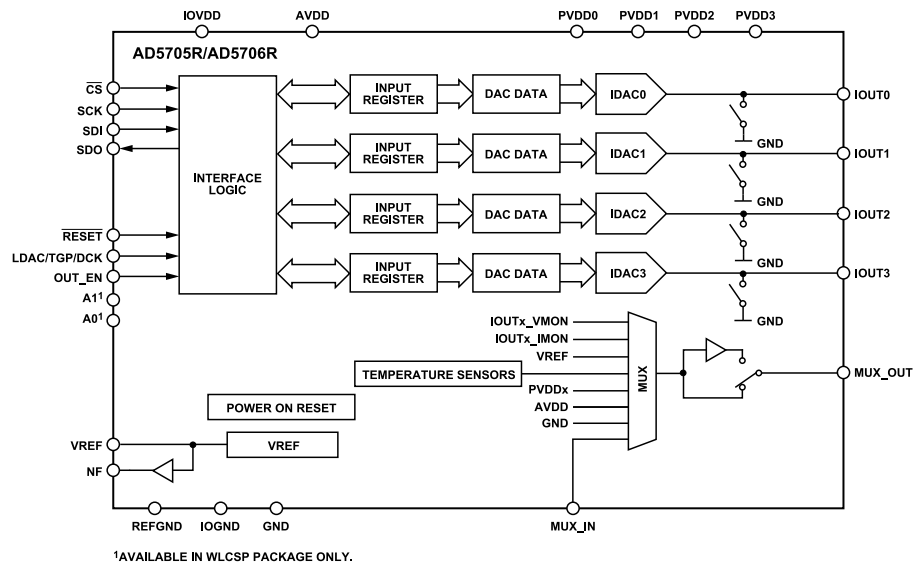 IOVDD
AVDD
PVDD0
PVDD1
PVDD2
PVDD3
AD5705R/AD5706R
CS
SCK
SDI
SDO
RESET
LDAC/TGP/DCK
OUT_EN
A1¹
A0¹
INTERFACE
LOGIC
INPUT
REGISTER
DAC DATA
IDAC0
IOUT0
GND
INPUT
REGISTER
DAC DATA
IDAC1
IOUT1
GND
INPUT
REGISTER
DAC DATA
IDAC2
IOUT2
GND
INPUT
REGISTER
DAC DATA
IDAC3
IOUT3
GND
IOUTx_VMON
IOUTx_IMON
VREF
TEMPERATURE SENSORS
PVDDx
AVDD
GND
MUX
MUX_OUT
POWER ON RESET
VREF
VREF
NF
REFGND
IOGND
GND
MUX_IN
¹AVAILABLE IN WLCSP PACKAGE ONLY.